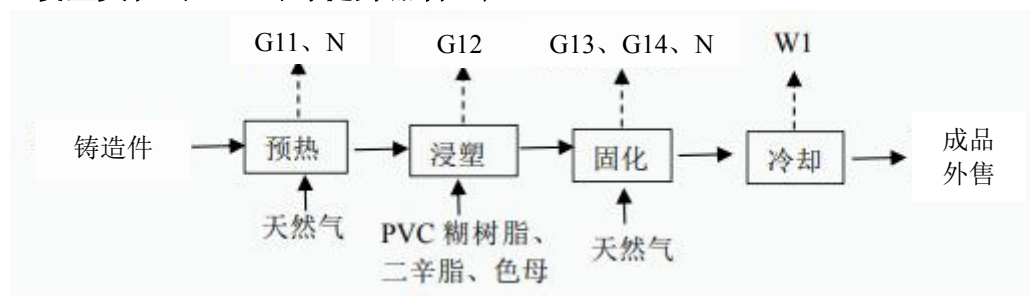 G11、N
G12
G13、G14、N
W1
铸造件
预热
浸塑
固化
冷却
成品
外售
天然气
PVC 糊树脂、
二辛脂、色母
天然气